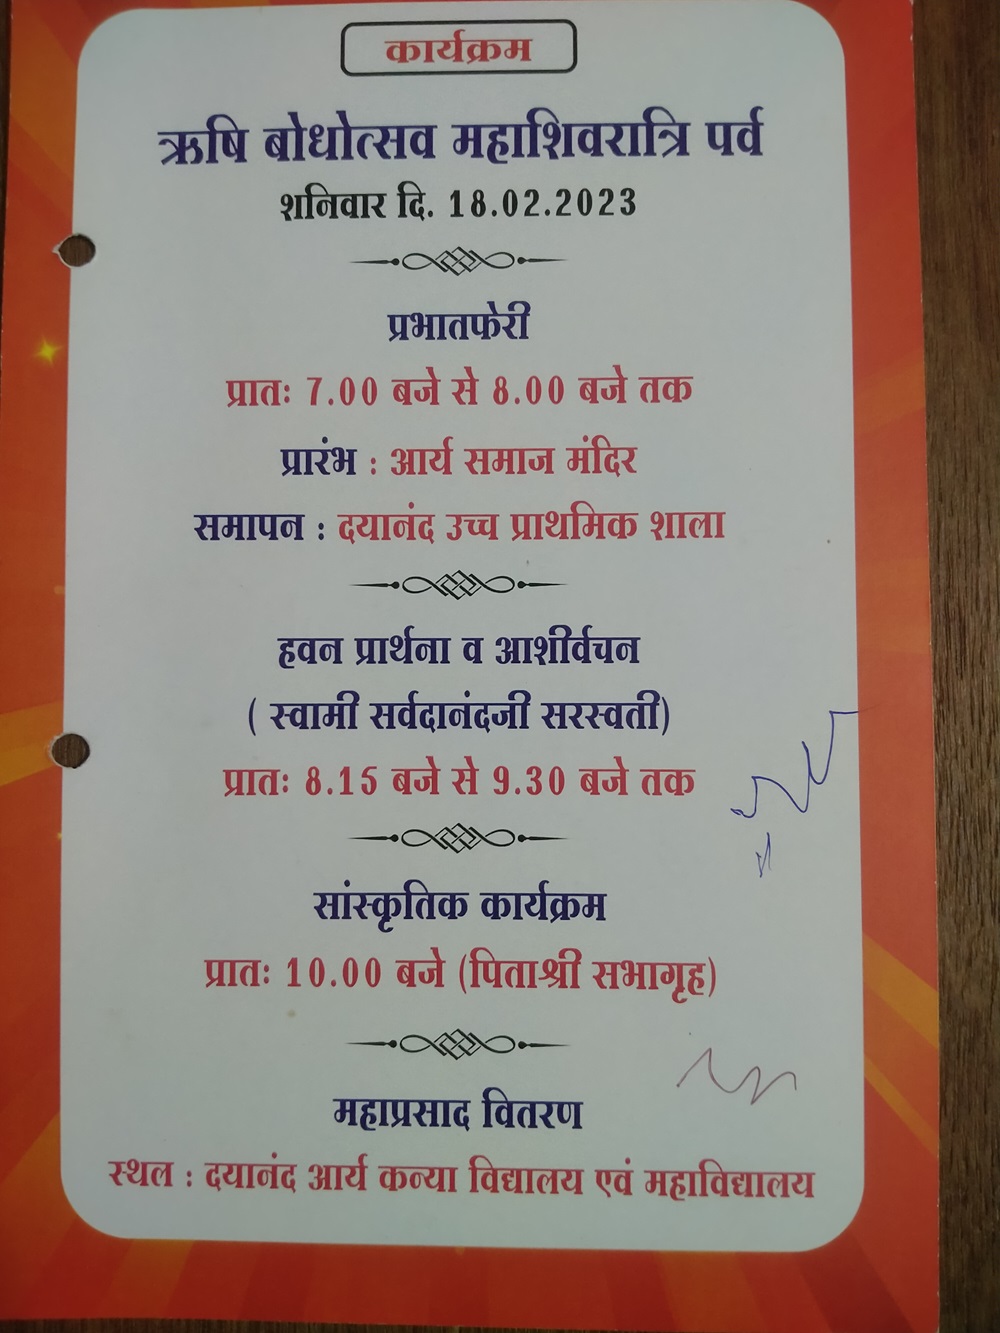 कार्यक्रम
ऋषि बोधोत्सव महाशिवरात्रि पर्व
शनिवार दि. 18.02.2023
प्रभातफेरी
प्रातः 7.00 बजे से 8.00 बजे तक
प्रारंभ : आर्य समाज मंदिर
समापन : दयानंद उच्च प्राथमिक शाला
हवन प्रार्थना व आशीर्वचन
( स्वामी सर्वदानंदजी सरस्वती)
प्रातः 8.15 बजे से 9.30 बजे तक
सांस्कृतिक कार्यक्रम
प्रातः 10.00 बजे (पिताश्री सभागृह)
महाप्रसाद वितरण
स्थल : दयानंद आर्य कन्या विद्यालय एवं महाविद्यालय